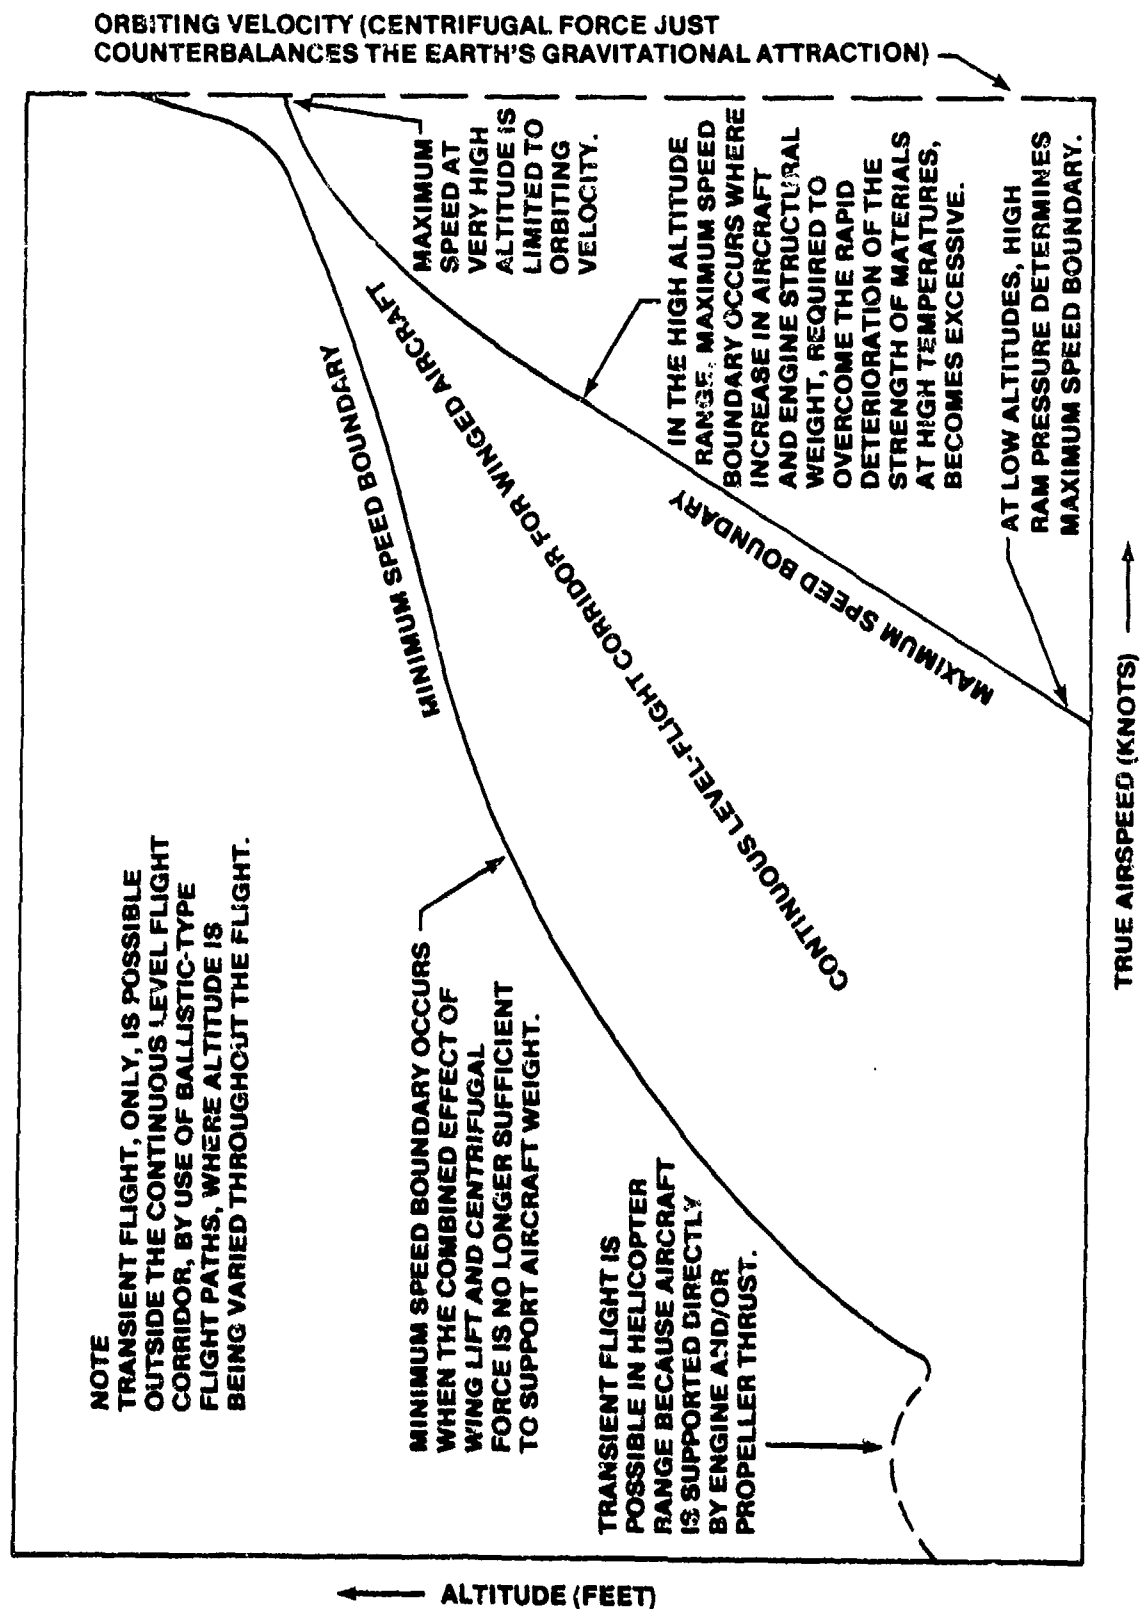 ORBITING VELOCITY (CENTRIFUGAL FORCE JUST
COUNTERBALANCES THE EARTH'S GRAVITATIONAL ATTRACTION)
NOTE
TRANSIENT FLIGHT, ONLY, IS POSSIBLE
OUTSIDE THE CONTINUOUS LEVEL FLIGHT
CORRIDOR, BY USE OF BALLISTIC-TYPE
FLIGHT PATHS, WHERE ALTITUDE IS
BEING VARIED THROUGHOUT THE FLIGHT.
MINIMUM SPEED BOUNDARY OCCURS
WHEN THE COMBINED EFFECT OF
WING LIFT AND CENTRIFUGAL
FORCE IS NO LONGER SUFFICIENT
TO SUPPORT AIRCRAFT WEIGHT.
TRANSIENT FLIGHT IS
POSSIBLE IN HELICOPTER
RANGE BECAUSE AIRCRAFT
IS SUPPORTED DIRECTLY
BY ENGINE AND/OR
PROPELLER THRUST.
MINIMUM SPEED BOUNDARY
CONTINUOUS LEVEL-FLIGHT CORRIDOR FOR WINGED AIRCRAFT
MAXIMUM SPEED BOUNDARY
MAXIMUM
SPEED AT
VERY HIGH
ALTITUDE IS
LIMITED TO
ORBITING
VELOCITY.
IN THE HIGH ALTITUDE
RANGE, MAXIMUM SPEED
BOUNDARY OCCURS WHERE
INCREASE IN AIRCRAFT
AND ENGINE STRUCTURAL
WEIGHT, REQUIRED TO
OVERCOME THE RAPID
DETERIORATION OF THE
STRENGTH OF MATERIALS
AT HIGH TEMPERATURES,
BECOMES EXCESSIVE.
AT LOW ALTITUDES, HIGH
RAM PRESSURE DETERMINES
MAXIMUM SPEED BOUNDARY.
TRUE AIRSPEED (KNOTS)
ALTITUDE (FEET)